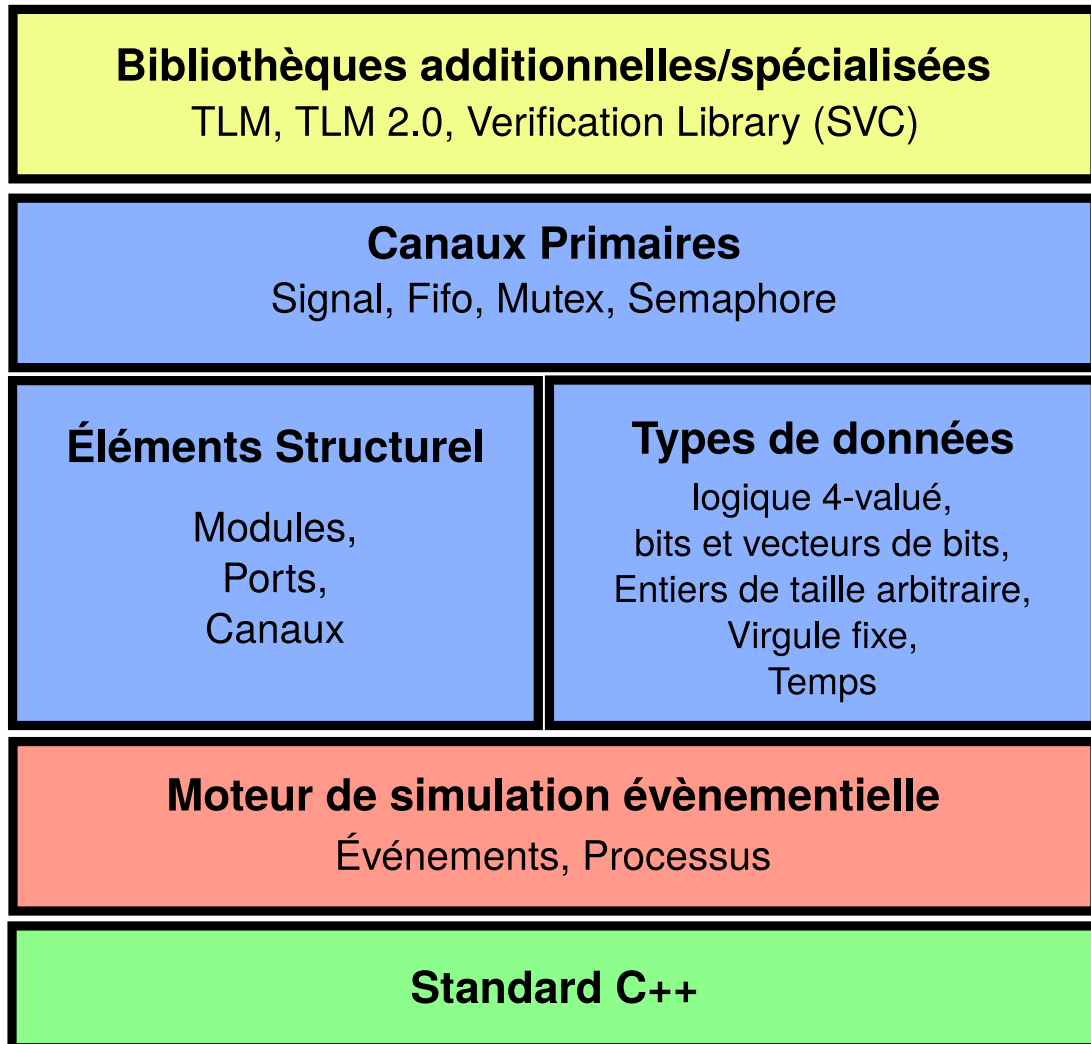 Bibliothèques additionnelles/spécialisées
TLM, TLM 2.0, Verification Library (SVC)
Canaux Primaires
Signal, Fifo, Mutex, Semaphore
Éléments Structurel
Modules,
Ports,
Canaux
Types de données
logique 4-valué,
bits et vecteurs de bits,
Entiers de taille arbitraire,
Virgule fixe,
Temps
Moteur de simulation évènementielle
Événements, Processus
Standard C++